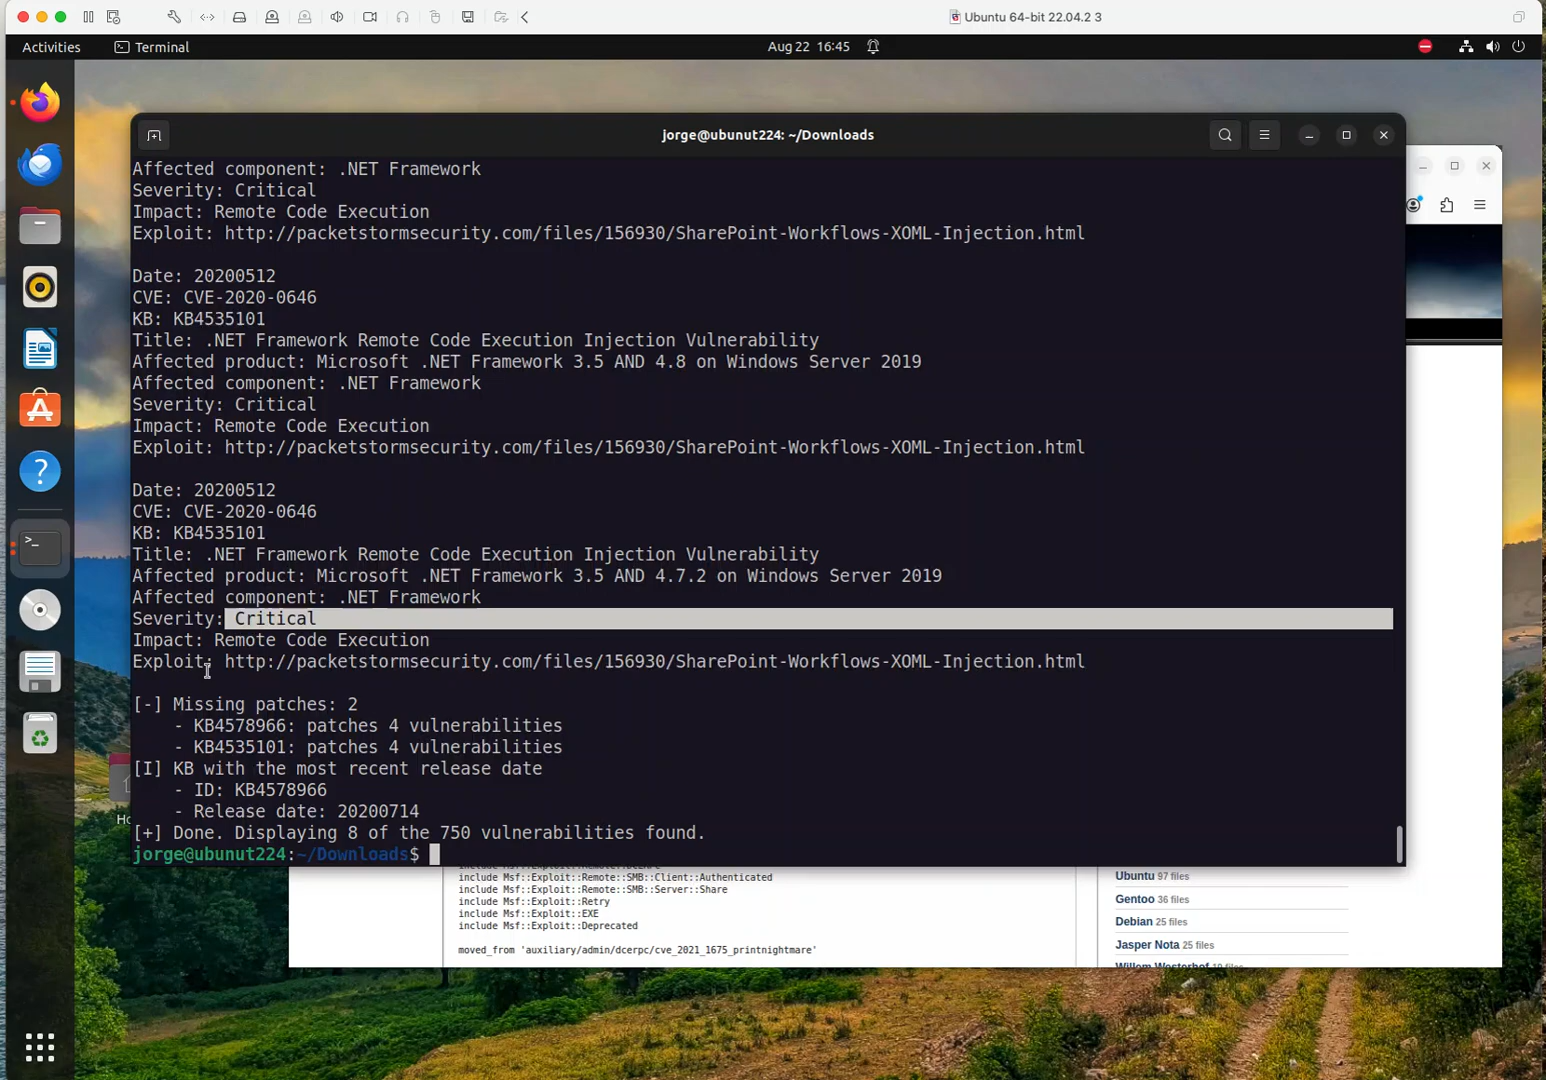 Ubuntu 64-bit 22.04.2 3
Activities
Terminal
Aug 22 16:45
jorge@ubunut224: ~/Downloads
Affected component: .NET Framework
Severity: Critical
Impact: Remote Code Execution
Exploit: http://packetstormsecurity.com/files/156930/SharePoint-Workflows-XOML-Injection.html
Date: 20200512
CVE: CVE-2020-0646
KB: KB4535101
Title: .NET Framework Remote Code Execution Injection Vulnerability
Affected product: Microsoft .NET Framework 3.5 AND 4.8 on Windows Server 2019
Affected component: .NET Framework
Severity: Critical
Impact: Remote Code Execution
Exploit: http://packetstormsecurity.com/files/156930/SharePoint-Workflows-XOML-Injection.html
Date: 20200512
CVE: CVE-2020-0646
KB: KB4535101
Title: .NET Framework Remote Code Execution Injection Vulnerability
Affected product: Microsoft .NET Framework 3.5 AND 4.7.2 on Windows Server 2019
Affected component: .NET Framework
Severity: Critical
Impact: Remote Code Execution
Exploit: http://packetstormsecurity.com/files/156930/SharePoint-Workflows-XOML-Injection.html
[-] Missing patches: 2
- KB4578966: patches 4 vulnerabilities
- KB4535101: patches 4 vulnerabilities
[I] KB with the most recent release date
- ID: KB4578966
- Release date: 20200714
[+] Done. Displaying 8 of the 750 vulnerabilities found.
jorge@ubunut224:~/Downloads$
Ho
include Msf::Exploit::Remote::SMB::Client::Authenticated
include Msf::Exploit::Remote::SMB::Server::Share
include Msf::Exploit::Retry
include Msf::Exploit::EXE
include Msf::Exploit::Deprecated
moved_from 'auxiliary/admin/dcerpc/cve_2021_1675_printnightmare'
Ubuntu 97 files
Gentoo 36 files
Debian 25 files
Jasper Nota 25 files
Willem Westerhof 19 files